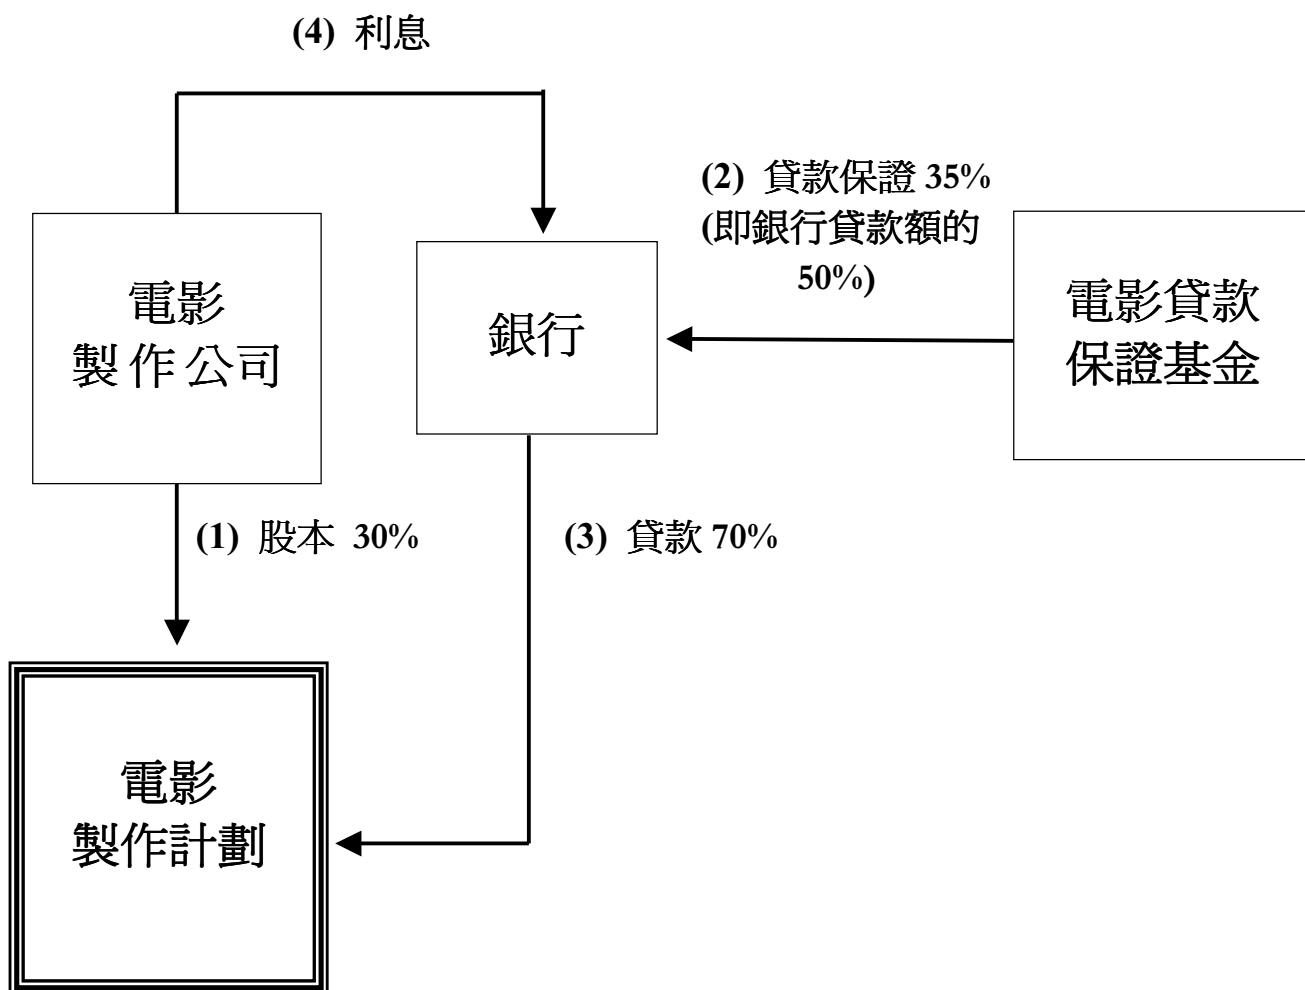 (4) 利息
(2) 貸款保證 35%
(即銀行貸款額的
50%)
電影
製作公司
銀行
電影貸款
保證基金
(1) 股本 30%
(3) 貸款 70%
電影
製作計劃